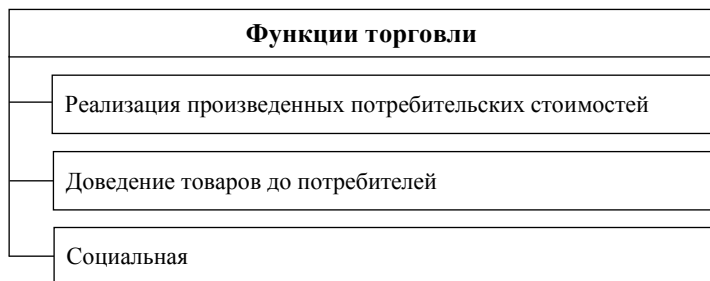 Функции торговли
Реализация произведенных потребительских стоимостей
Доведение товаров до потребителей
Социальная